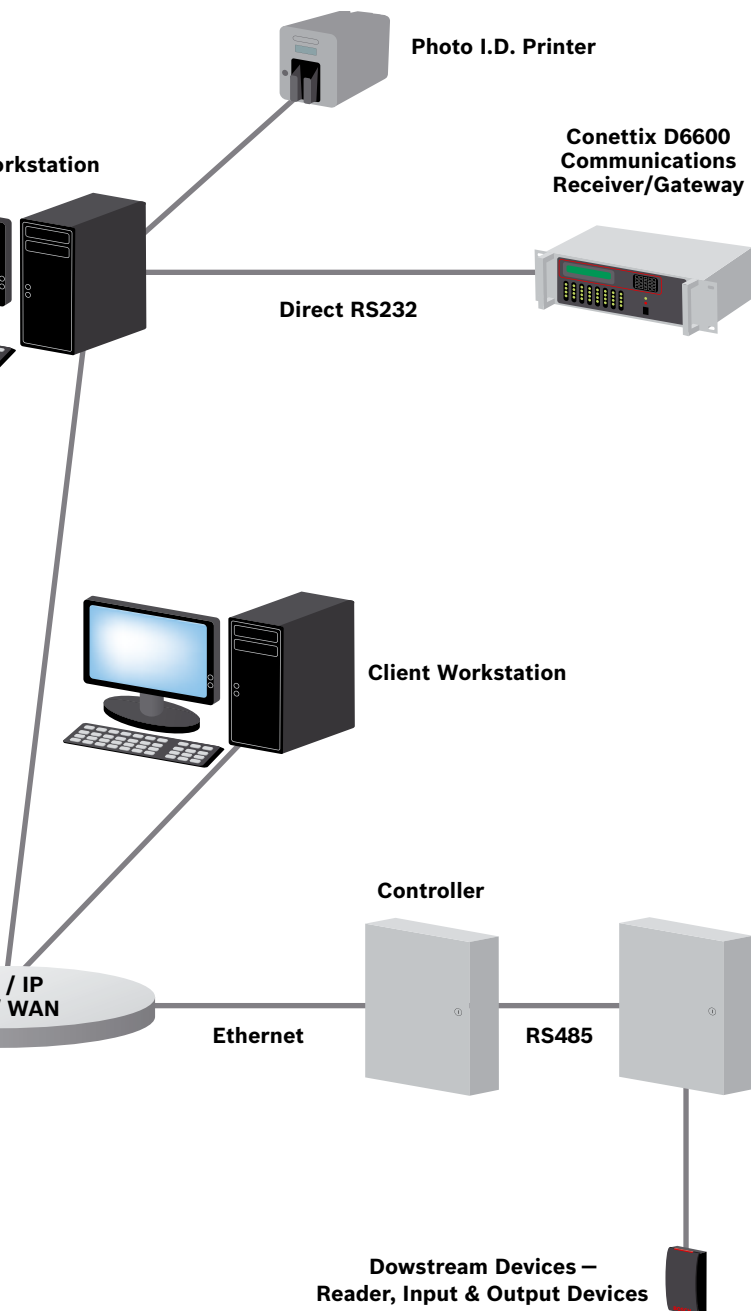 Photo I.D. Printer
Conettix D6600
Communications
Receiver/Gateway
Direct RS232
Client Workstation
Controller
/ IP
WAN
Ethernet
RS485
Dowstream Devices —
Reader, Input & Output Devices